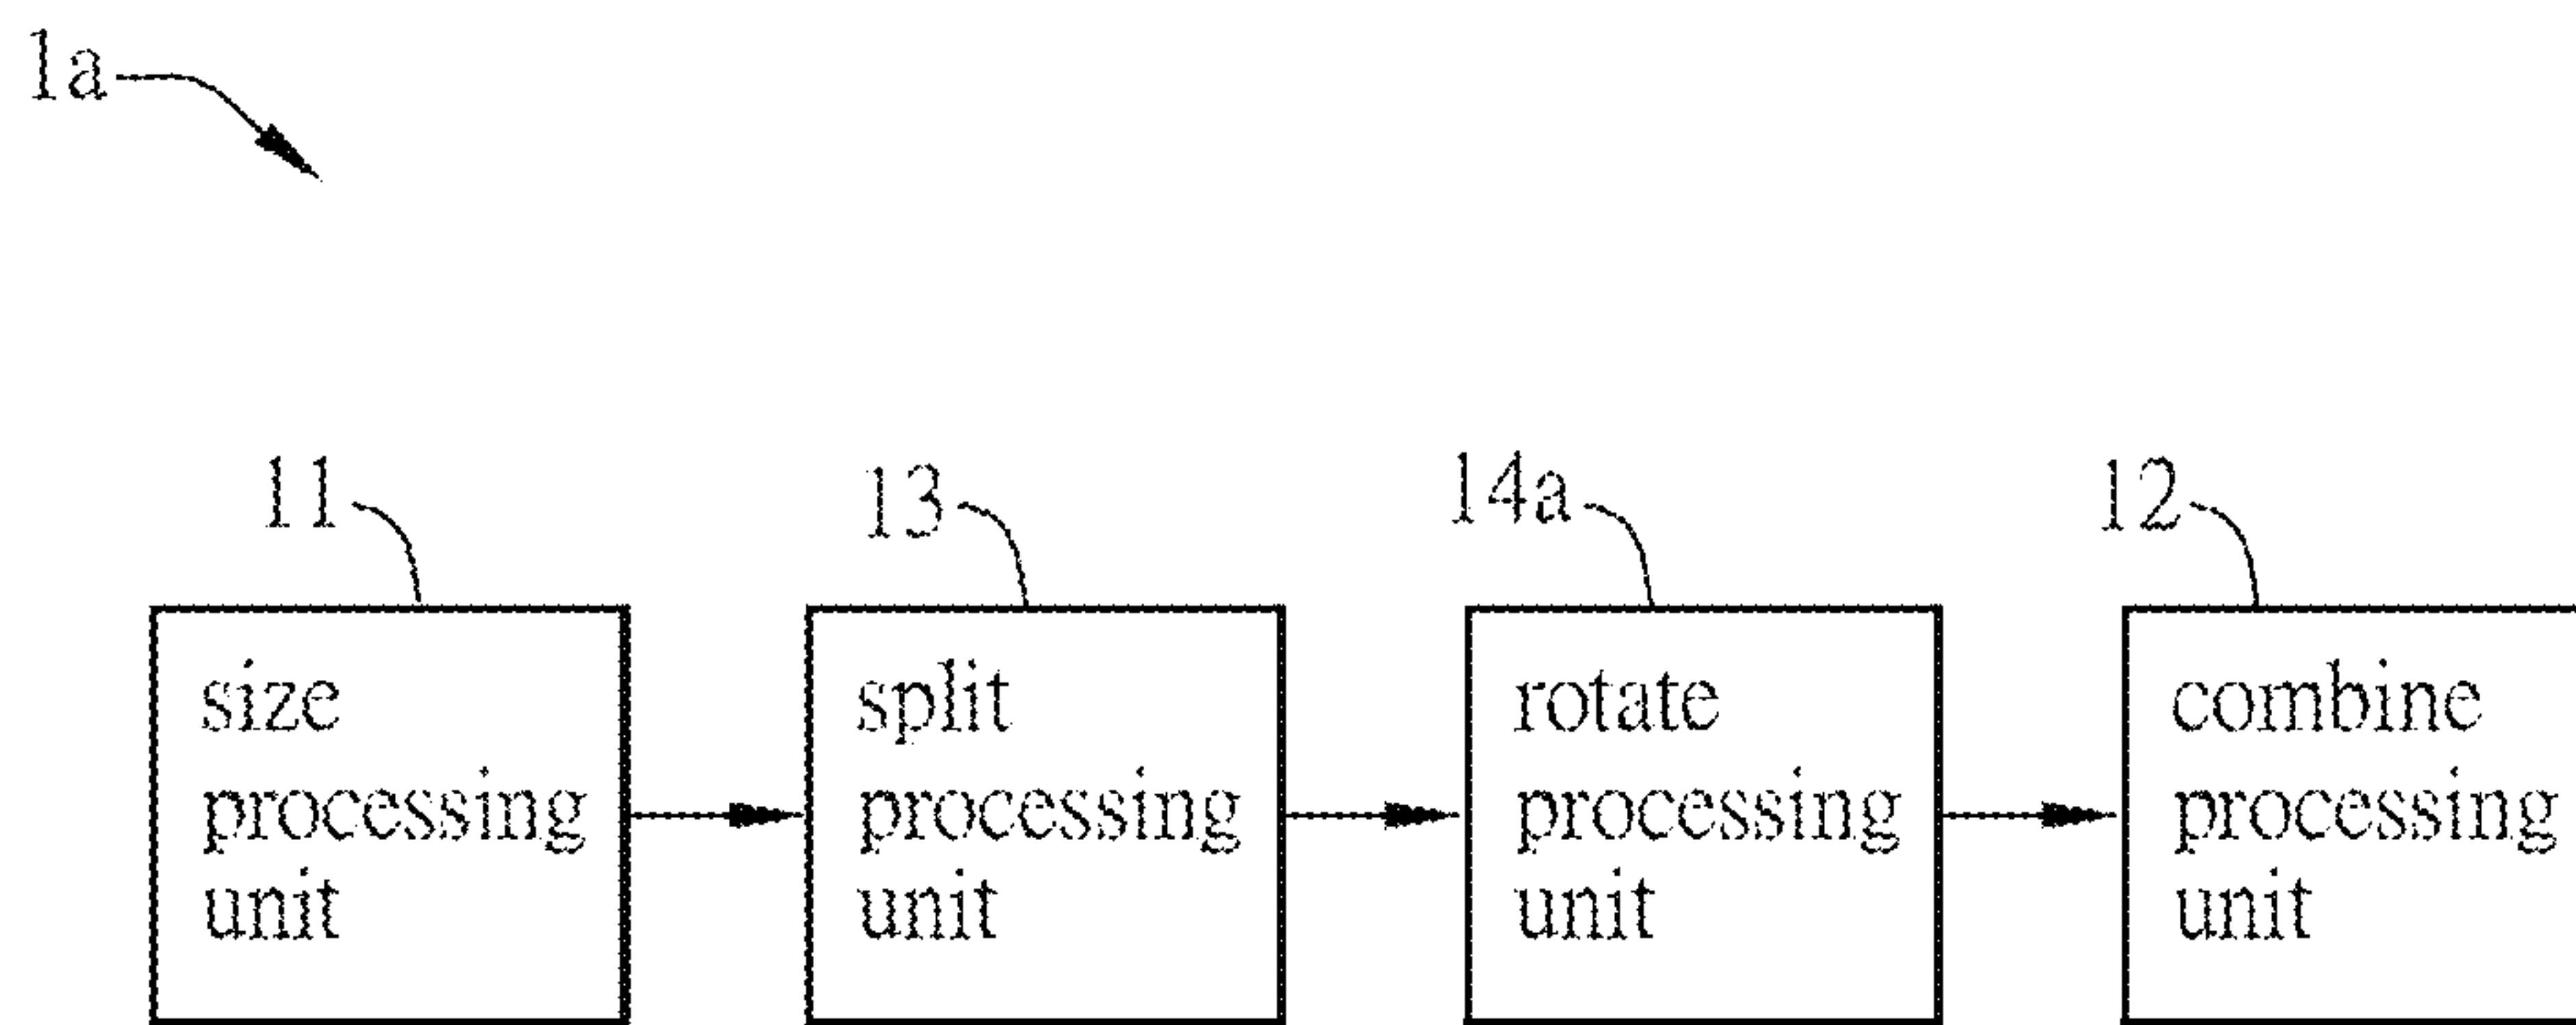 1a
11
13
14a
12
size
processing
unit
split
processing
unit
rotate
processing
unit
combine
processing
unit